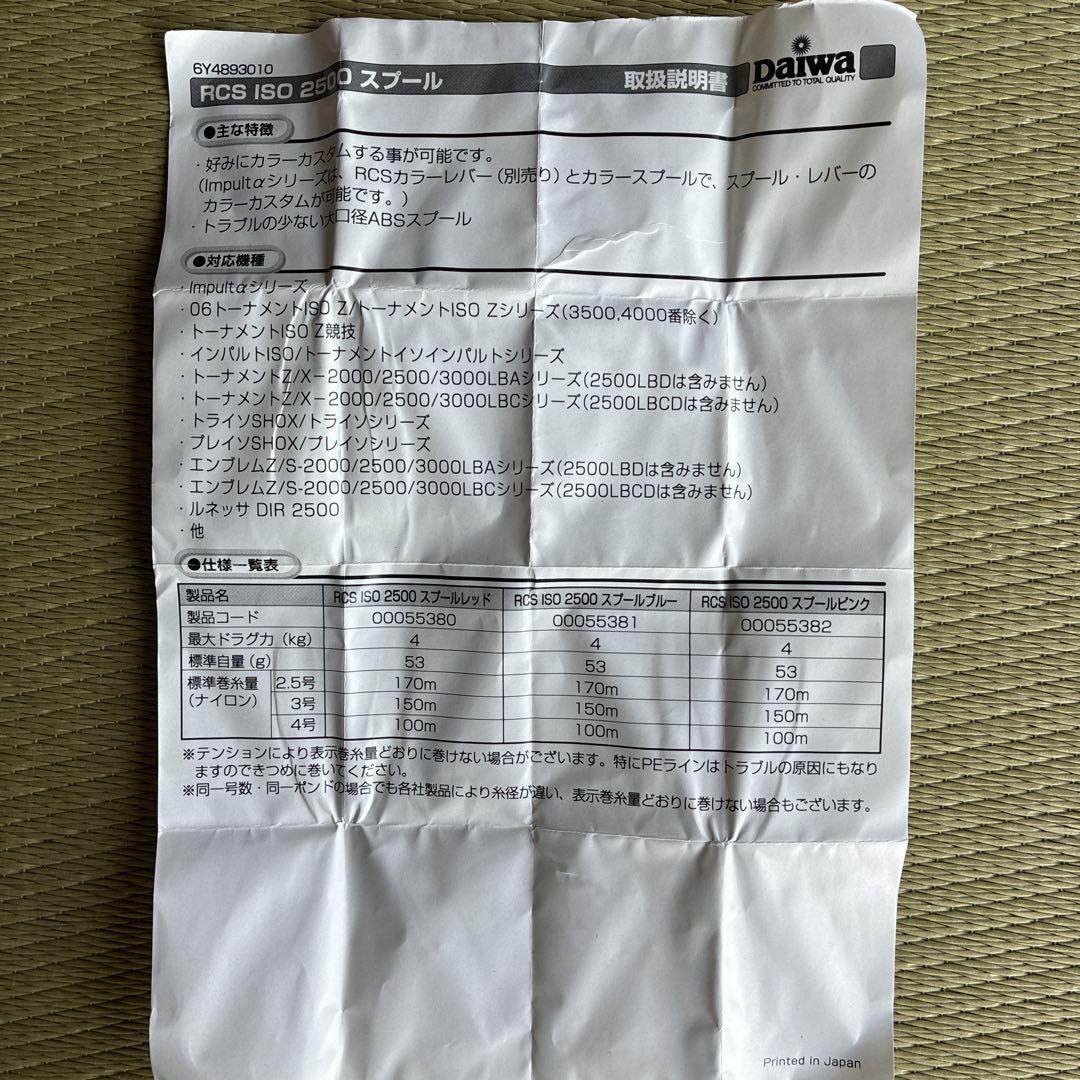 6Y4893010
RCS ISO 2500 スプール 取扱説明書 Daiwa
COMMITTED TO TOTAL QUALITY
●主な特徴
・好みにカラーカスタムする事が可能です。
(Impultαシリーズは、RCSカラーレバー(別売り)とカラースプールで、スプール・レバーの
カラーカスタムが可能です。)
・トラブルの少ない大口径ABSスプール
●対応機種
・Impultαシリーズ
・06トーナメントISO Z/トーナメントISO Zシリーズ(3500,4000番除く)
・トーナメントISO Z競技
・インパルトISO/トーナメントイソインパルトシリーズ
・トーナメントZ/X-2000/2500/3000LBAシリーズ(2500LBDは含みません)
・トーナメントZ/X-2000/2500/3000LBCシリーズ(2500LBCDは含みません)
・トライソSHOX/トライソシリーズ
・プレイソSHOX/プレイソシリーズ
・エンブレムZ/S-2000/2500/3000LBAシリーズ(2500LBDは含みません)
・エンブレムZ/S-2000/2500/3000LBCシリーズ(2500LBCDは含みません)
・ルネッサ DIR 2500
・他
●仕様一覧表
製品名 RCS ISO 2500 スプールレッド RCS ISO 2500 スプールブルー RCS ISO 2500 スプールピンク
製品コード 00055380 00055381 00055382
最大ドラグ力(kg) 4 4 4
標準自量(g) 53 53 53
標準巻糸量(ナイロン) 2.5号 170m 170m 170m
3号 150m 150m 150m
4号 100m 100m 100m
※テンションにより表示巻糸量どおりに巻けない場合がございます。特にPEラインはトラブルの原因にもなり
ますのできつめに巻いてください。
※同一号数・同一ポンドの場合でも各社製品により糸径が違い、表示巻糸量どおりに巻けない場合もございます。
Printed in Japan